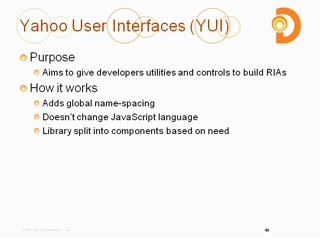 Yahoo User Interfaces (YUI)
Purpose
Aims to give developers utilities and controls to build RIAs
How it works
Adds global name-spacing
Doesn't change JavaScript language
Library split into components based on need